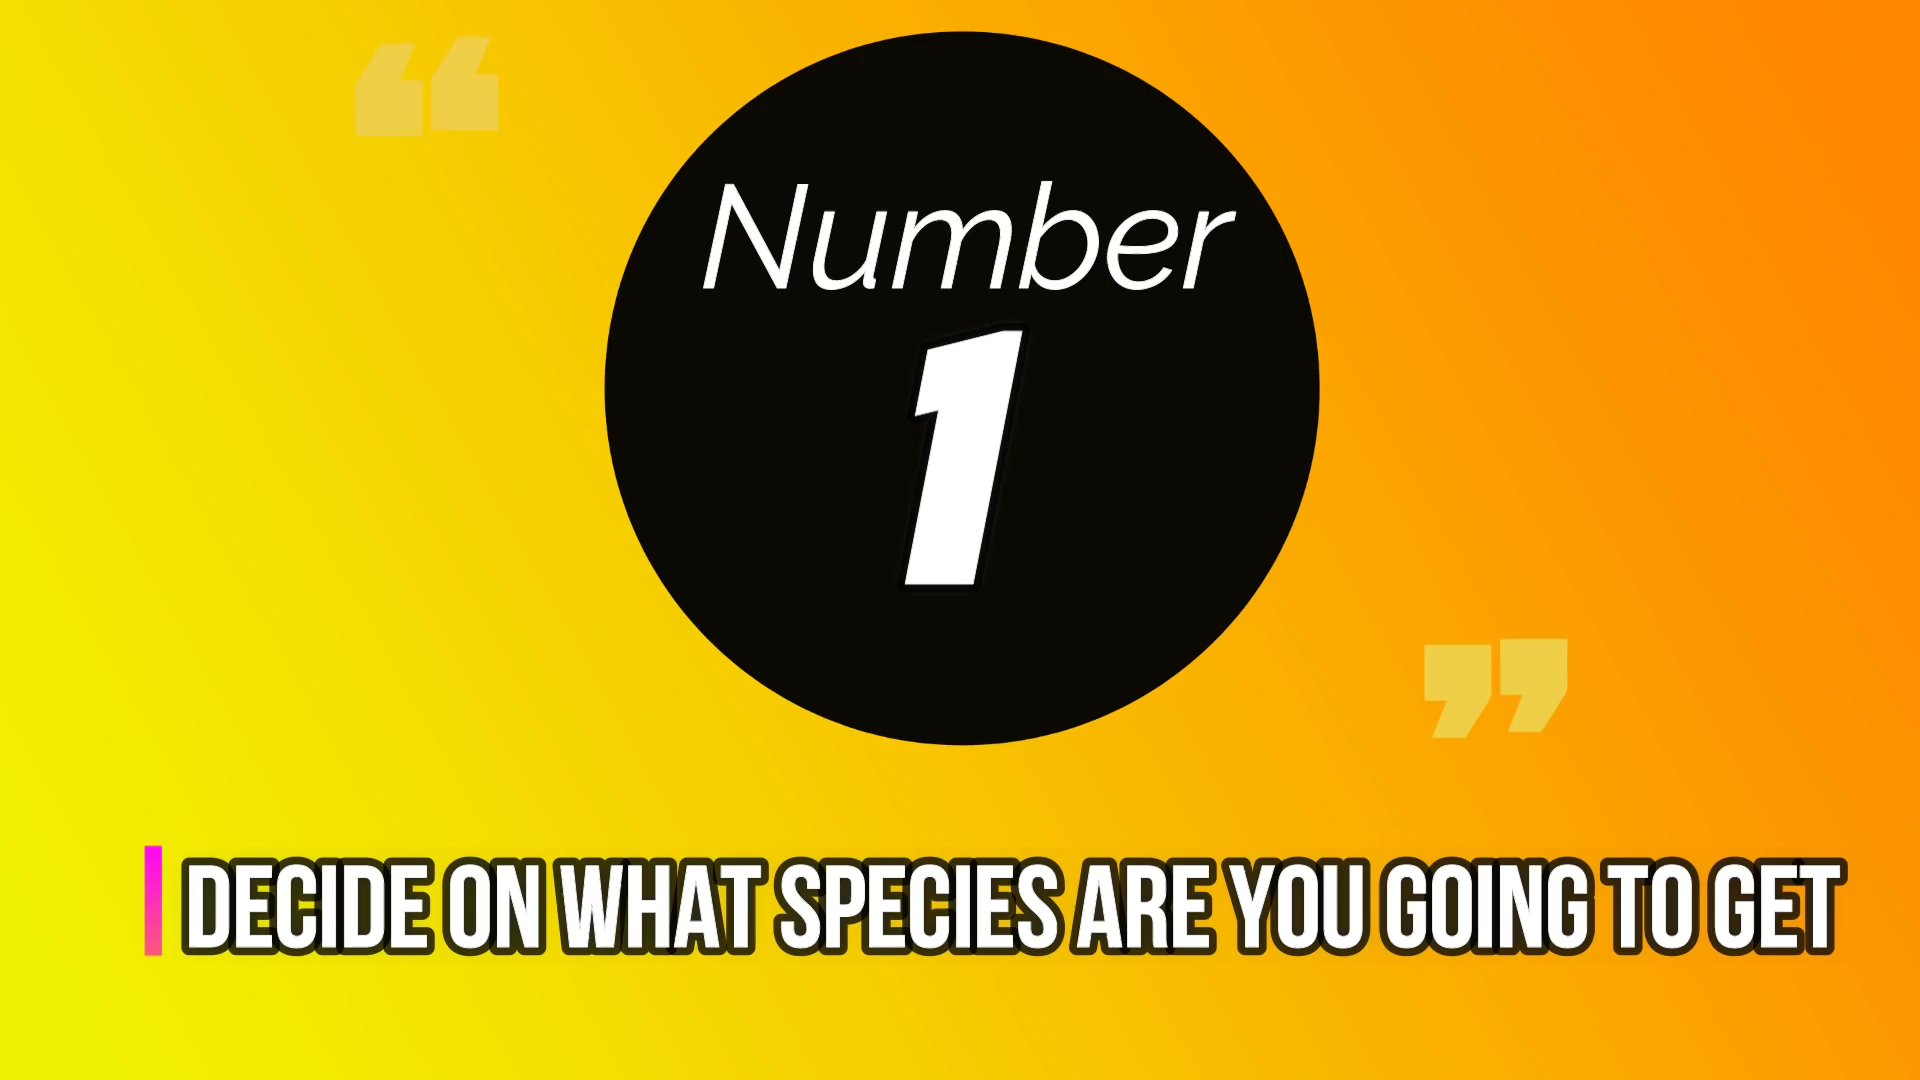 “
Number
1
”
DECIDE ON WHAT SPECIES ARE YOU GOING TO GET